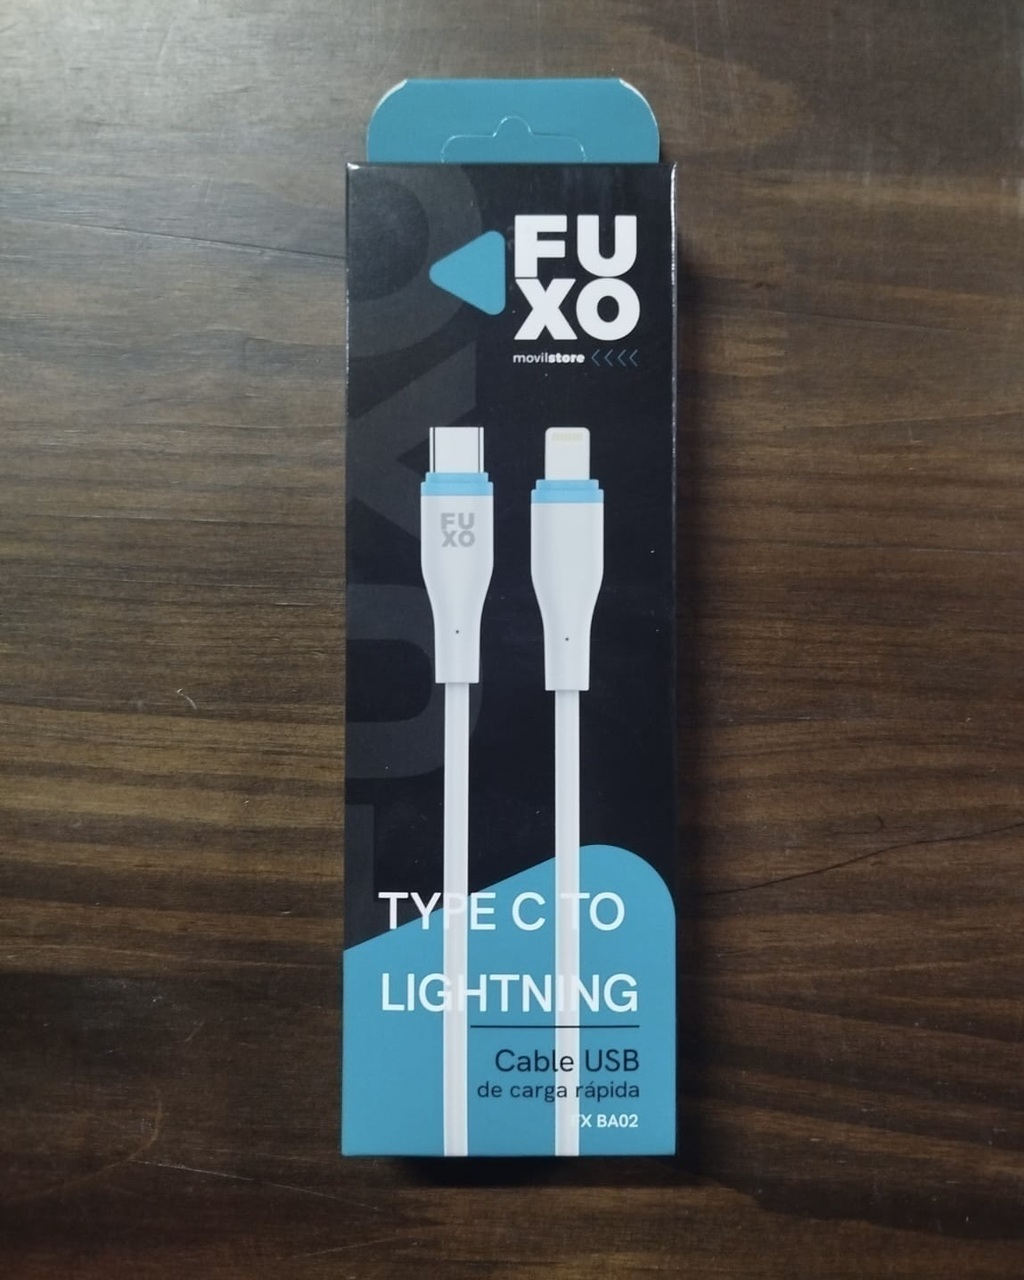 FU
XO
movilstore
FU
XO
TYPE C TO
LIGHTNING
Cable USB
de carga rápida
FX BA02